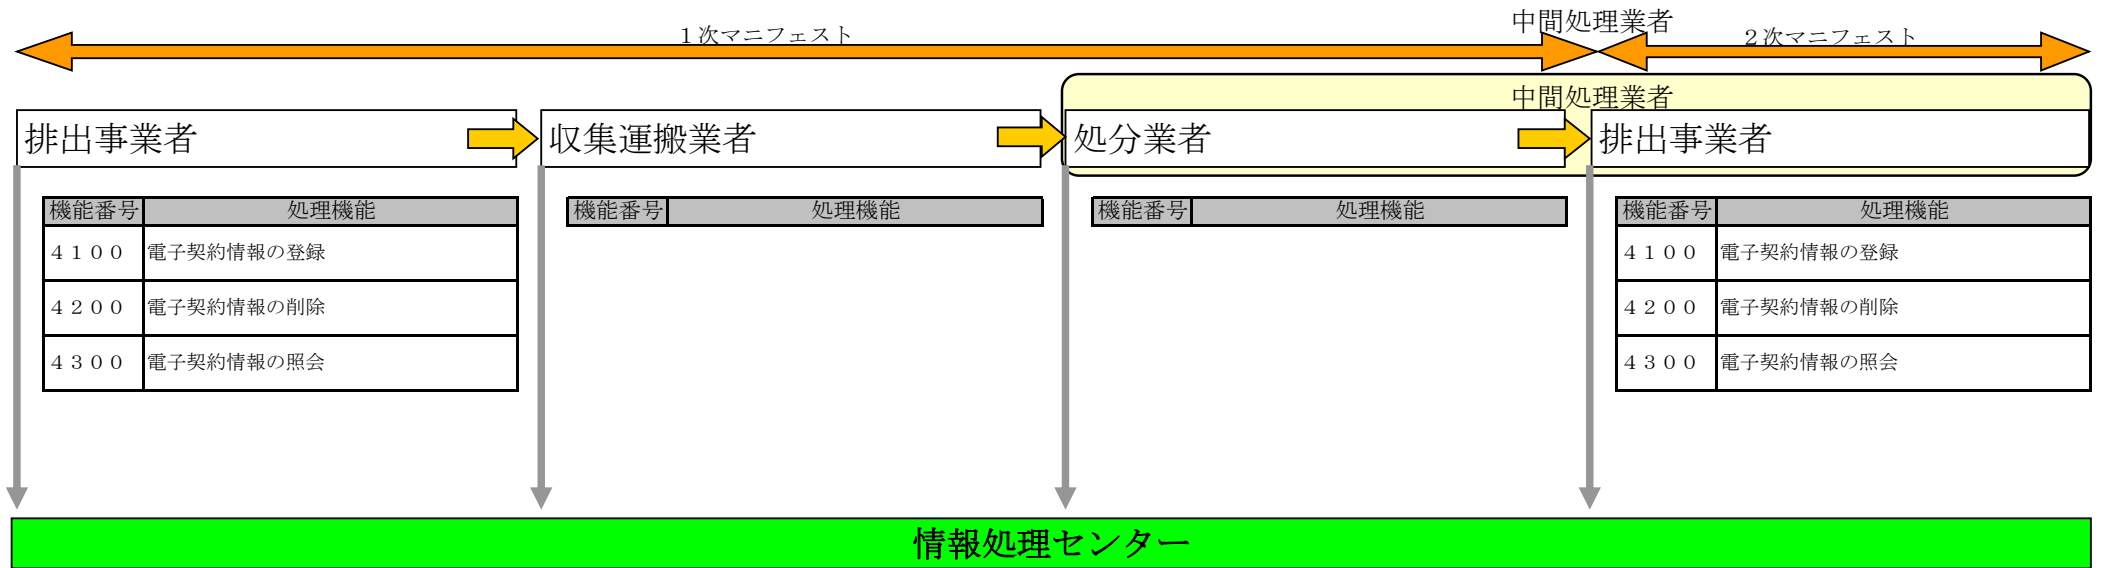 中間処理業者
１次マニフェスト
２次マニフェスト
中間処理業者
排出事業者
収集運搬業者
処分業者
排出事業者
機能番号 処理機能
４１００ 電子契約情報の登録
４２００ 電子契約情報の削除
４３００ 電子契約情報の照会
機能番号 処理機能
機能番号 処理機能
機能番号 処理機能
４１００ 電子契約情報の登録
４２００ 電子契約情報の削除
４３００ 電子契約情報の照会
情報処理センター